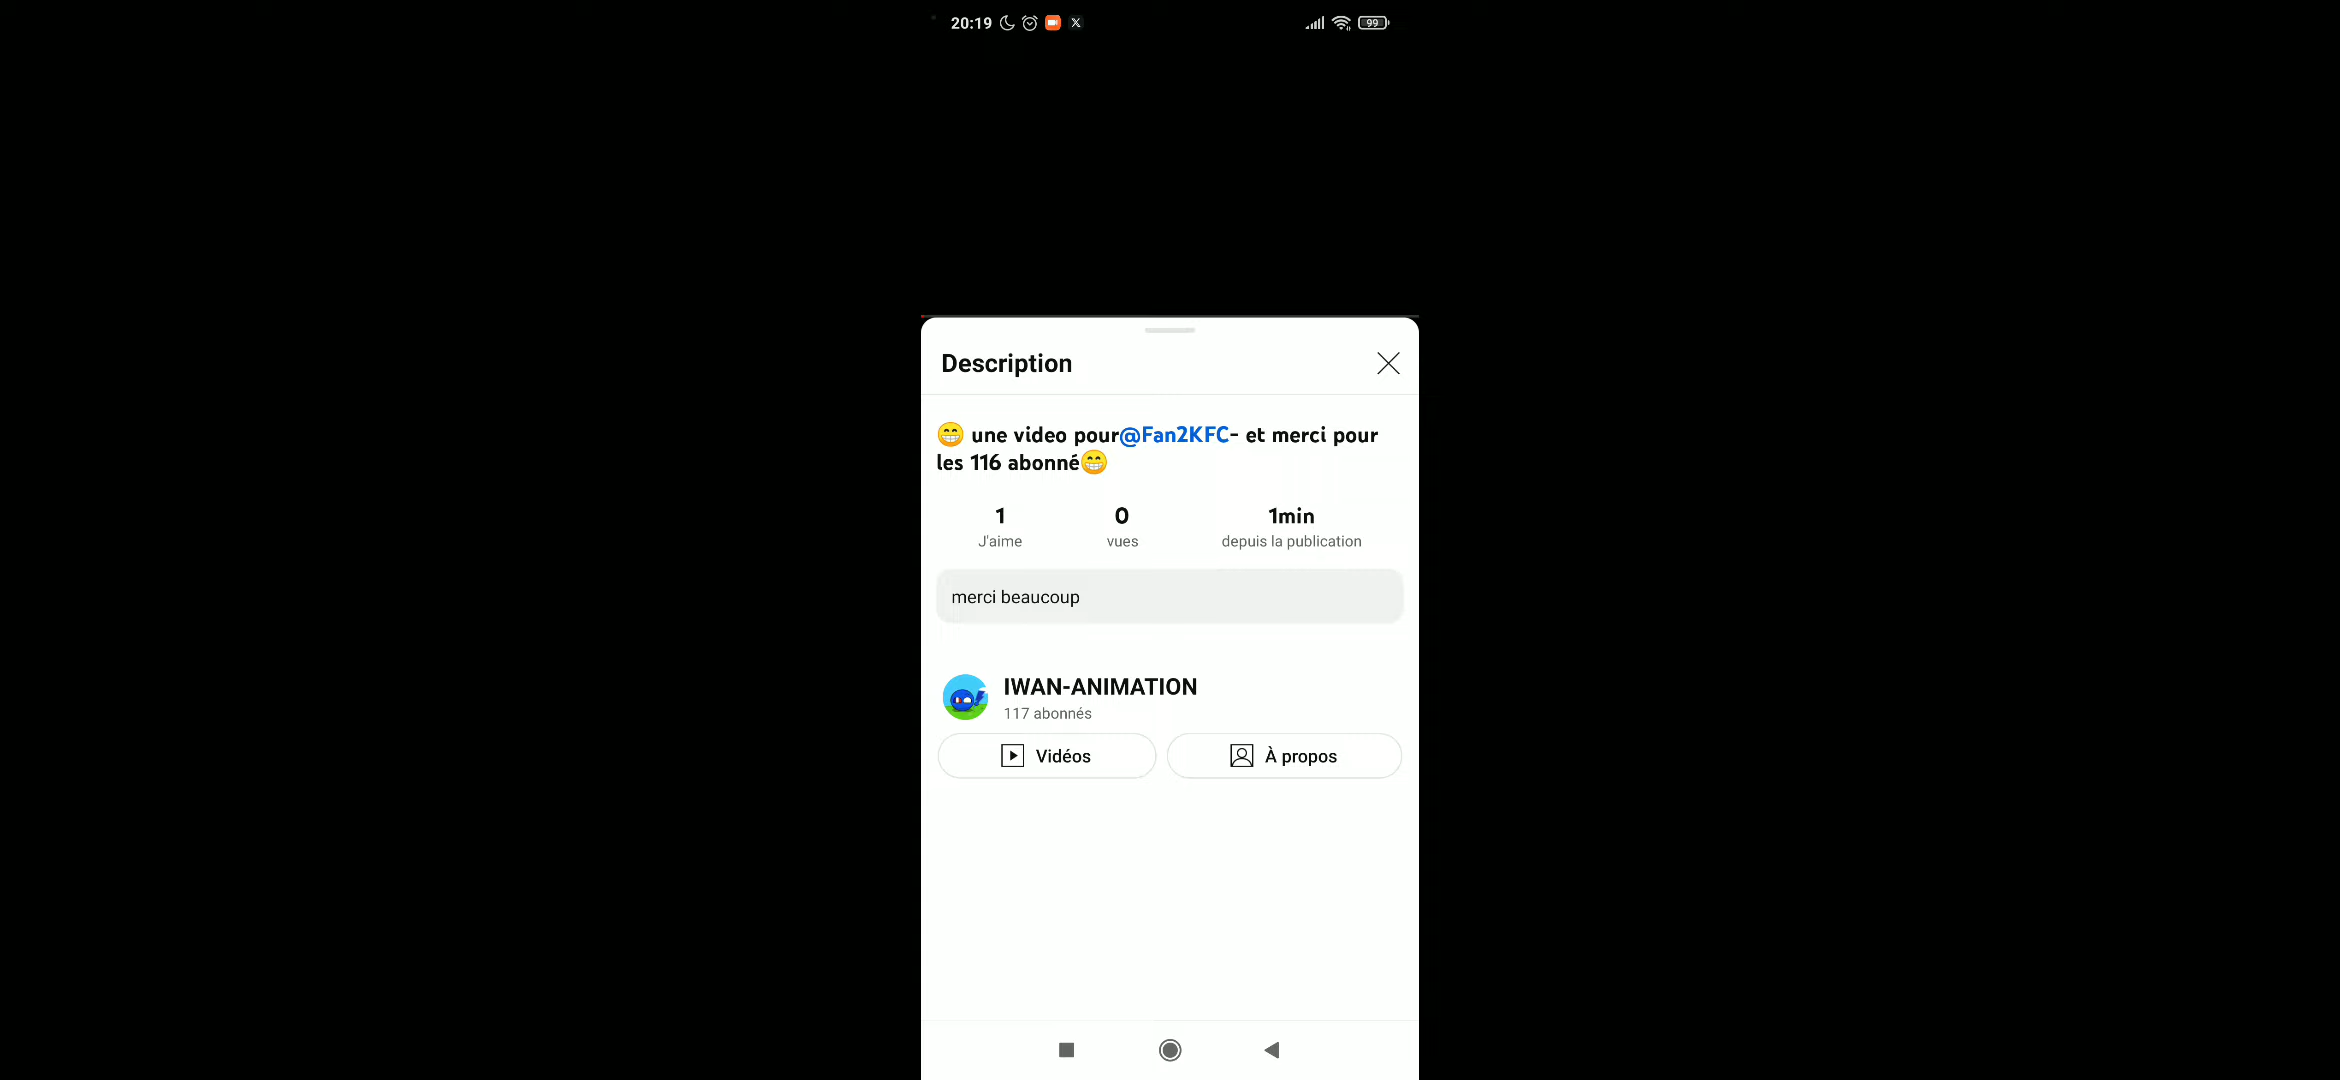 20:19 99
Description
😁 une video pour@Fan2KFC- et merci pour
les 116 abonné😁
1 0 1min
J'aime vues depuis la publication
merci beaucoup
IWAN-ANIMATION
117 abonnés
Vidéos À propos